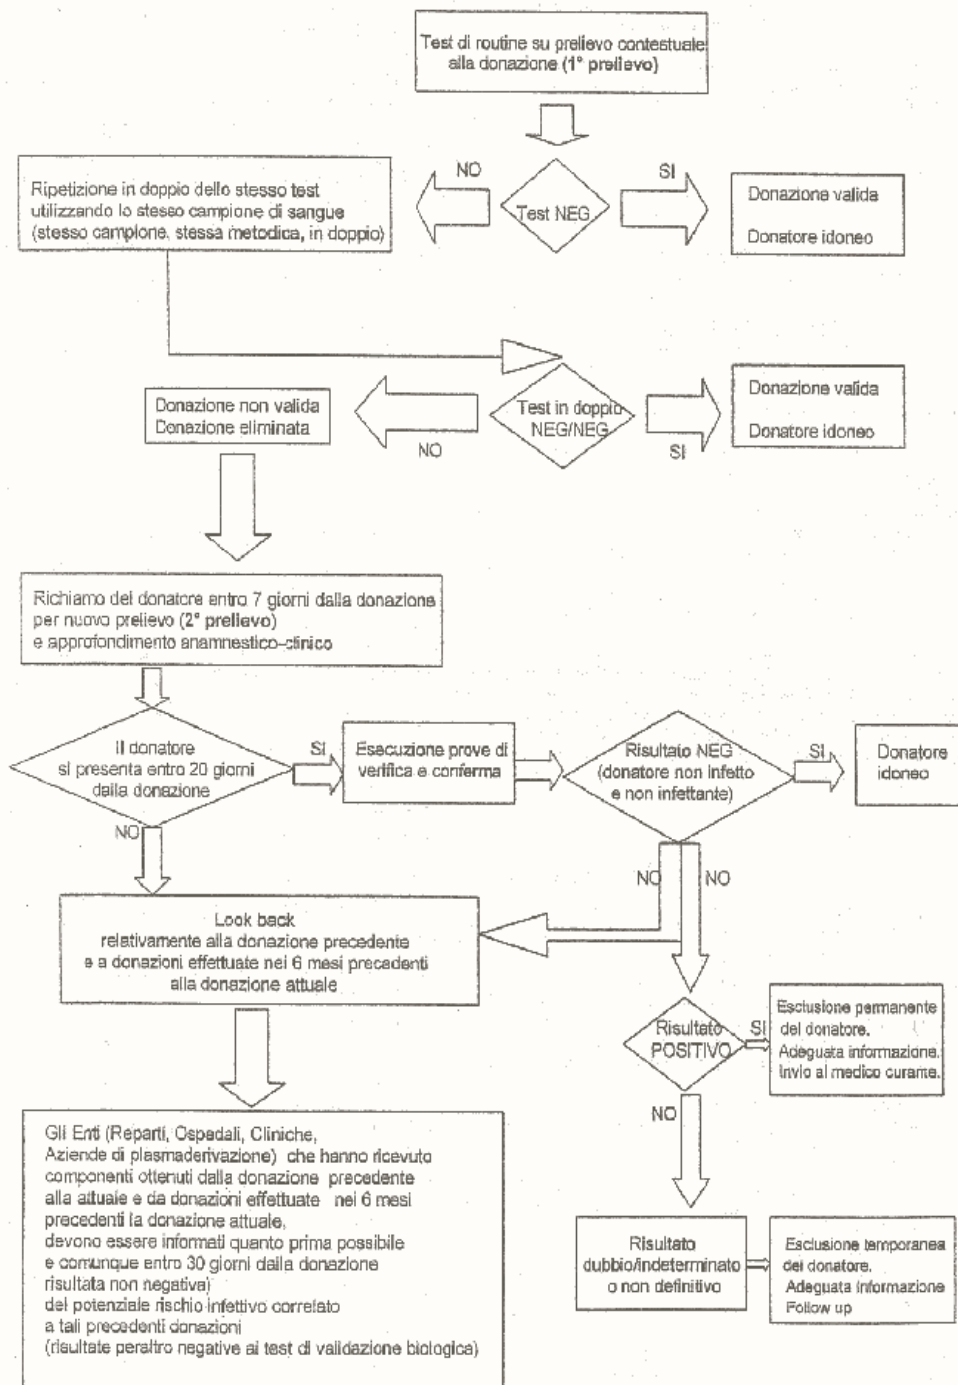 Test di routine su prelievo contestuale
alla donazione (1° prelievo)
NO
SI
Test NEG
Ripetizione in doppio dello stesso test
utilizzando lo stesso campione di sangue
(stesso campione, stessa metodica, in doppio)
Donazione valida
Donatore idoneo
Donazione non valida
Donazione eliminata
NO
Test in doppio
NEG/NEG
SI
Donazione valida
Donatore idoneo
Richiamo del donatore entro 7 giorni dalla donazione
per nuovo prelievo (2° prelievo)
e approfondimento anamnestico-clinico
Il donatore
si presenta entro 20 giorni
dalla donazione
SI
Esecuzione prove di
verifica e conferma
Risultato NEG
(donatore non infetto
e non infettante)
SI
Donatore
idoneo
NO
NO
NO
Look back
relativamente alla donazione precedente
e a donazioni effettuate nei 6 mesi precedenti
alla donazione attuale
Risultato
POSITIVO
SI
Esclusione permanente
del donatore.
Adeguata informazione.
Invio al medico curante.
NO
Gli Enti (Reparti, Ospedali, Cliniche,
Aziende di plasmaderivazione) che hanno ricevuto
componenti ottenuti dalla donazione precedente
alla attuale e da donazioni effettuate nei 6 mesi
precedenti la donazione attuale,
devono essere informati quanto prima possibile
e comunque entro 30 giorni dalla donazione
risultata non negativa)
del potenziale rischio infettivo correlato
a tali precedenti donazioni
(risultate peraltro negative ai test di validazione biologica)
Risultato
dubbio/indeterminato
o non definitivo
Esclusione temporanea
del donatore.
Adeguata informazione
Follow up